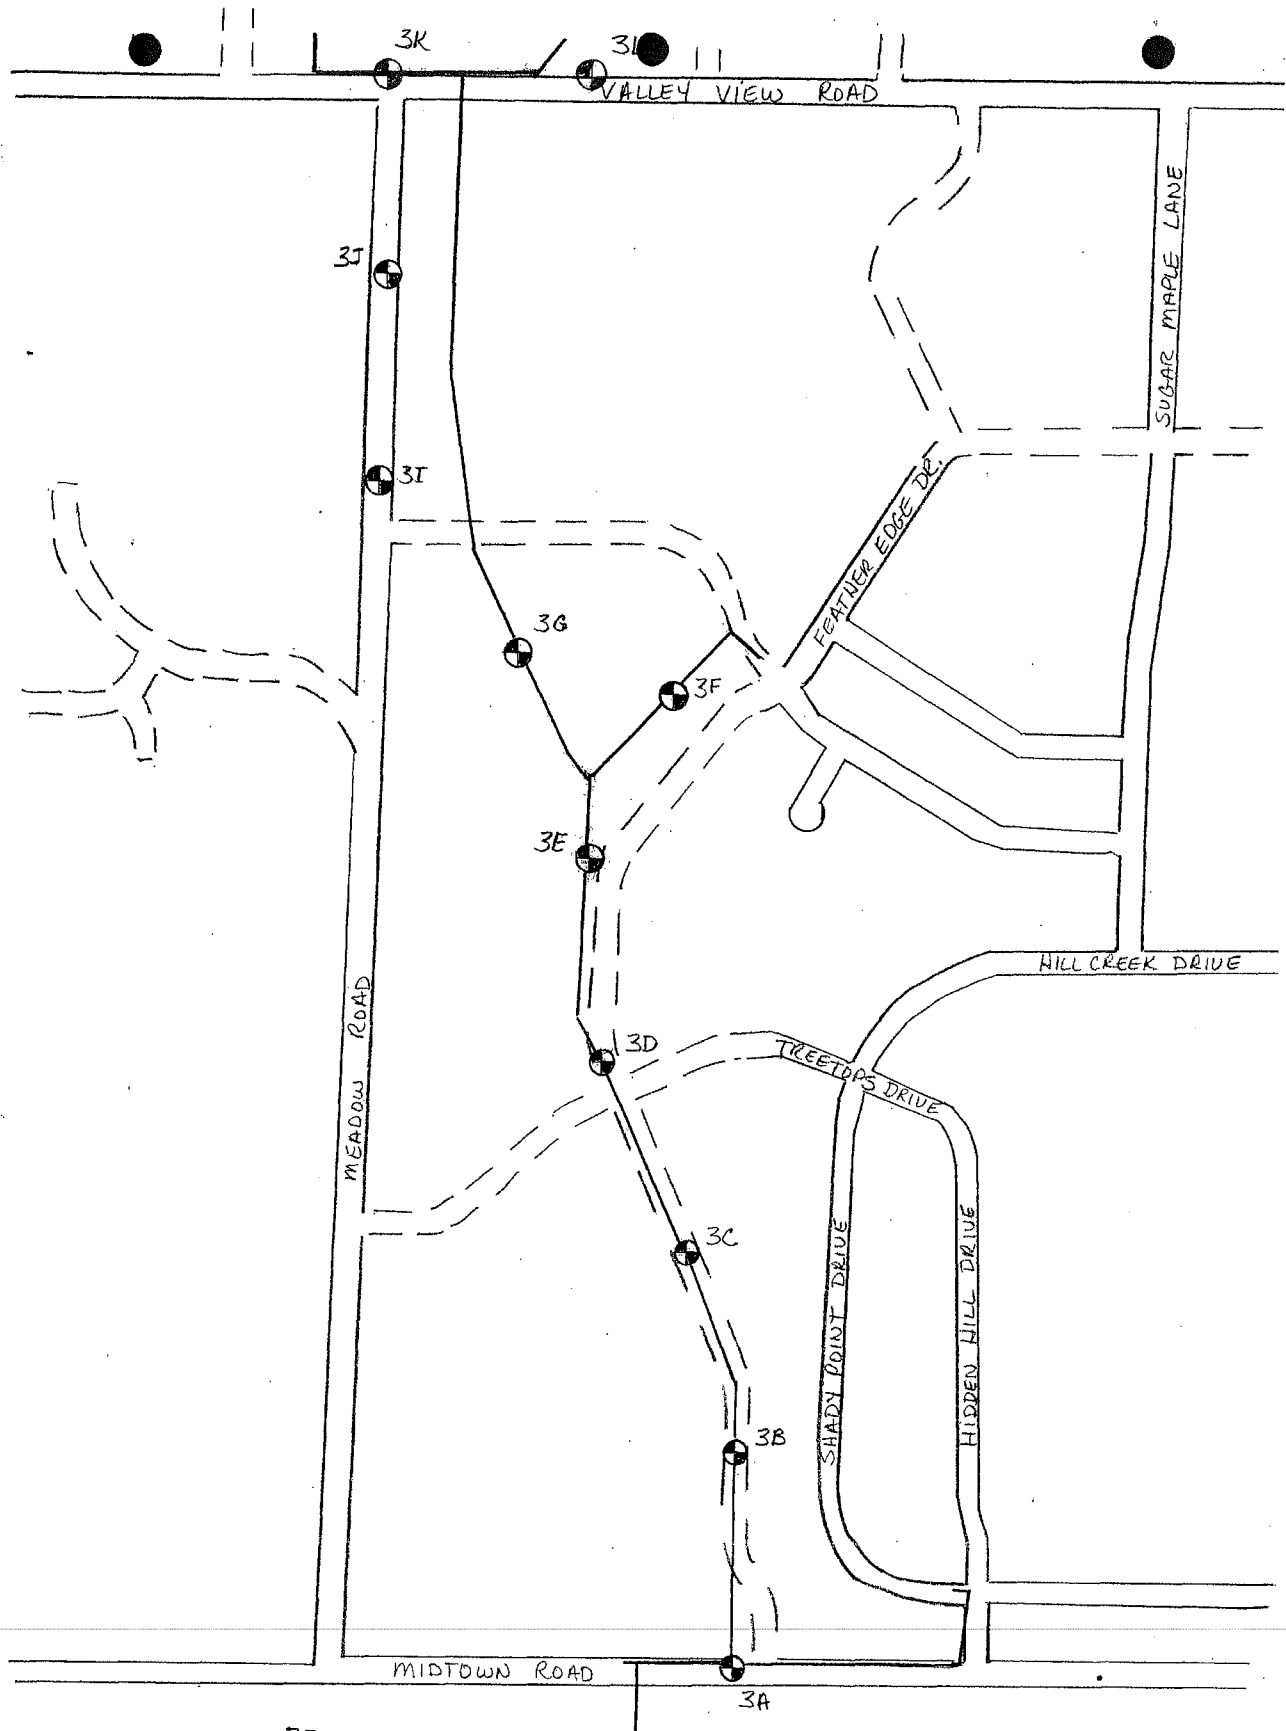 3K
3L
VALLEY VIEW ROAD
SUGAR MAPLE LANE
3J
3I
FEATHER EDGE DR.
3G
3F
3E
HILL CREEK DRIVE
MEADOW ROAD
3D
TREETOPS DRIVE
3C
SHADY POINT DRIVE
HIDDEN HILL DRIVE
3B
MIDTOWN ROAD
3A